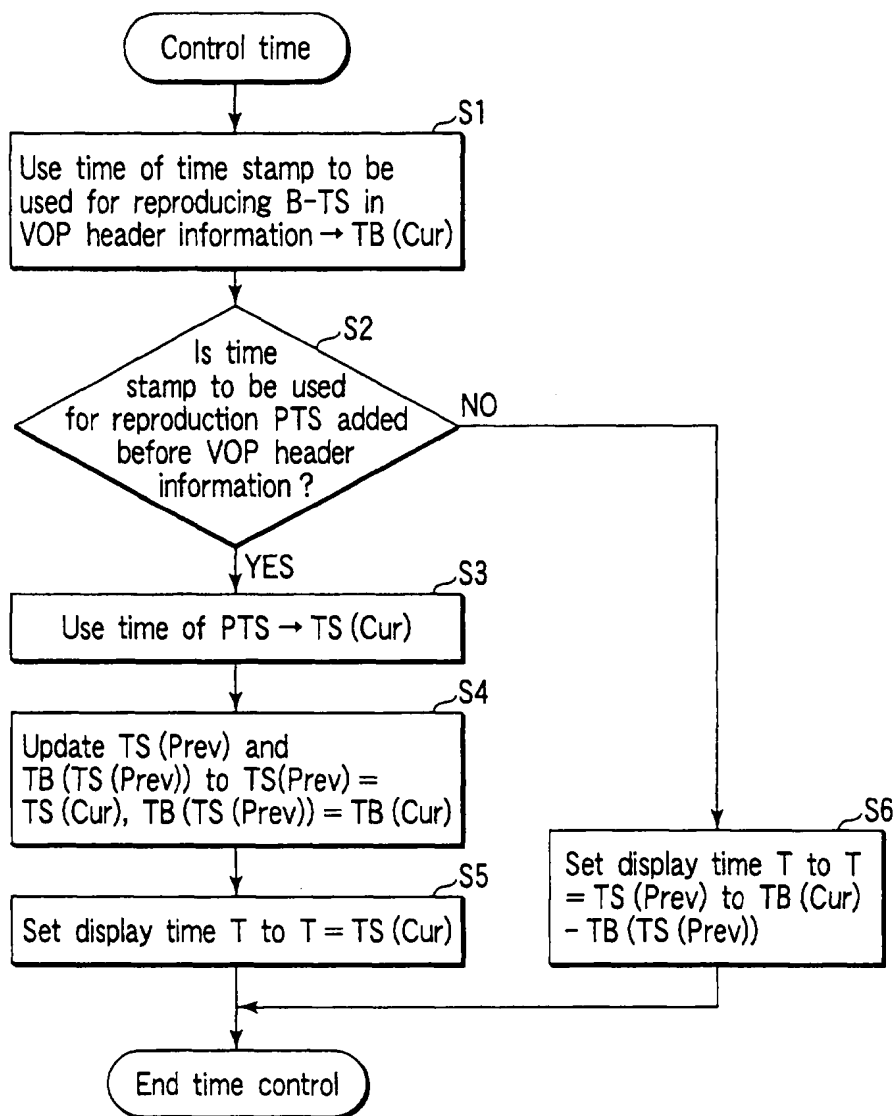 Control time
S1
Use time of time stamp to be
used for reproducing B-TS in
VOP header information → TB (Cur)
S2
Is time
stamp to be used
for reproduction PTS added
before VOP header
information ?
NO
YES
S3
Use time of PTS → TS (Cur)
S4
Update TS (Prev) and
TB (TS (Prev)) to TS(Prev) =
TS (Cur), TB (TS (Prev)) = TB (Cur)
S5
Set display time T to T = TS (Cur)
S6
Set display time T to T
= TS (Prev) to TB (Cur)
- TB (TS (Prev))
End time control